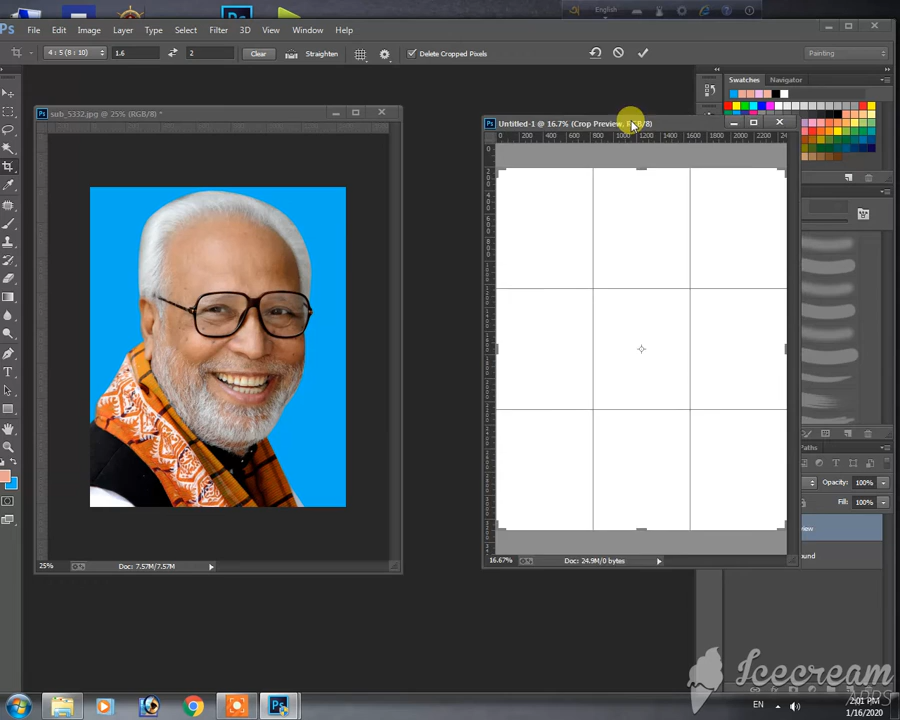 English
File Edit Image Layer Type Select Filter 3D View Window Help
4 : 5 (8 : 10) 1.6 2 Clear Straighten Delete Cropped Pixels Painting
Swatches Navigator
sub_5332.jpg @ 25% (RGB/8) *
Untitled-1 @ 16.7% (Crop Preview, RGB/8)
0 200 400 600 800 1000 1200 1400 1600 1800 2000 2200
Paths
Opacity: 100%
Fill: 100%
25% Doc: 7.57M/7.57M
16.67% Doc: 24.9M/0 bytes
Icecream
APPS
EN 2:01 PM
1/16/2020